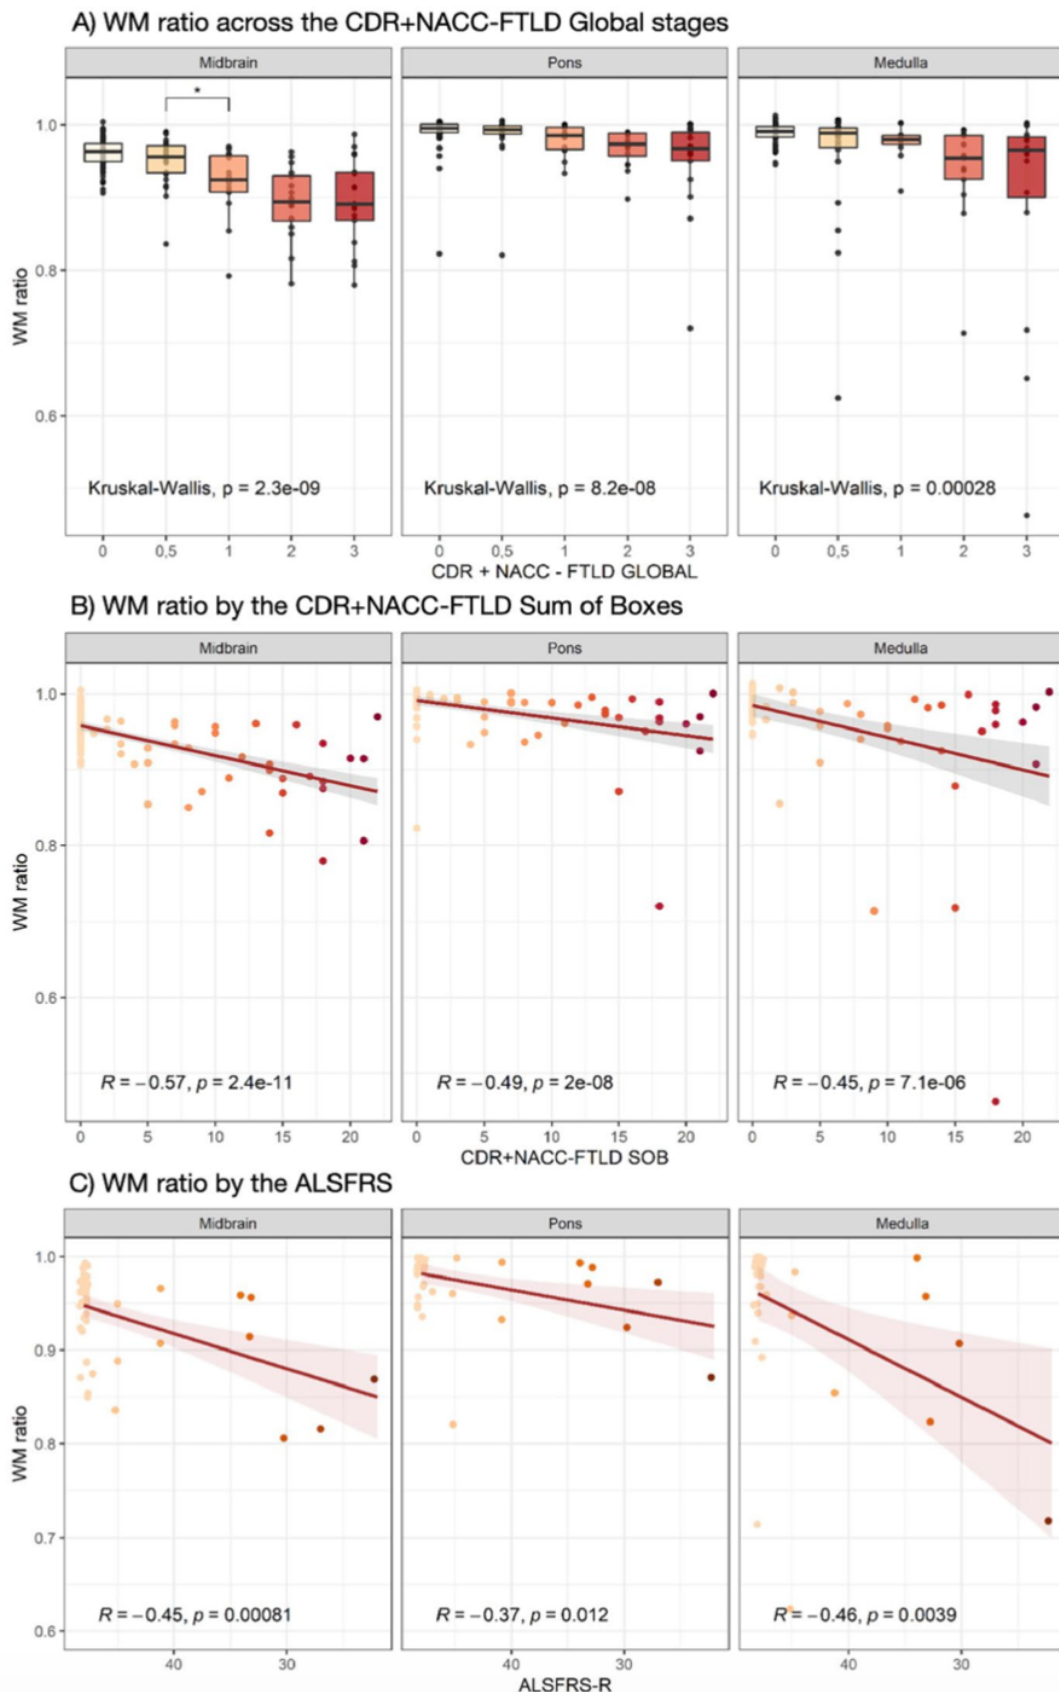 A) WM ratio across the CDR+NACC-FTLD Global stages
Midbrain Pons Medulla
*
1.0
0.8
0.6
WM ratio
Kruskal-Wallis, p = 2.3e-09 Kruskal-Wallis, p = 8.2e-08 Kruskal-Wallis, p = 0.00028
0 0,5 1 2 3 0 0,5 1 2 3 0 0,5 1 2 3
CDR + NACC - FTLD GLOBAL
B) WM ratio by the CDR+NACC-FTLD Sum of Boxes
Midbrain Pons Medulla
1.0
0.8
0.6
WM ratio
R = −0.57, p = 2.4e-11 R = −0.49, p = 2e-08 R = −0.45, p = 7.1e-06
0 5 10 15 20 0 5 10 15 20 0 5 10 15 20
CDR+NACC-FTLD SOB
C) WM ratio by the ALSFRS
Midbrain Pons Medulla
1.0
0.9
0.8
0.7
0.6
WM ratio
R = −0.45, p = 0.00081 R = −0.37, p = 0.012 R = −0.46, p = 0.0039
40 30 40 30 40 30
ALSFRS-R